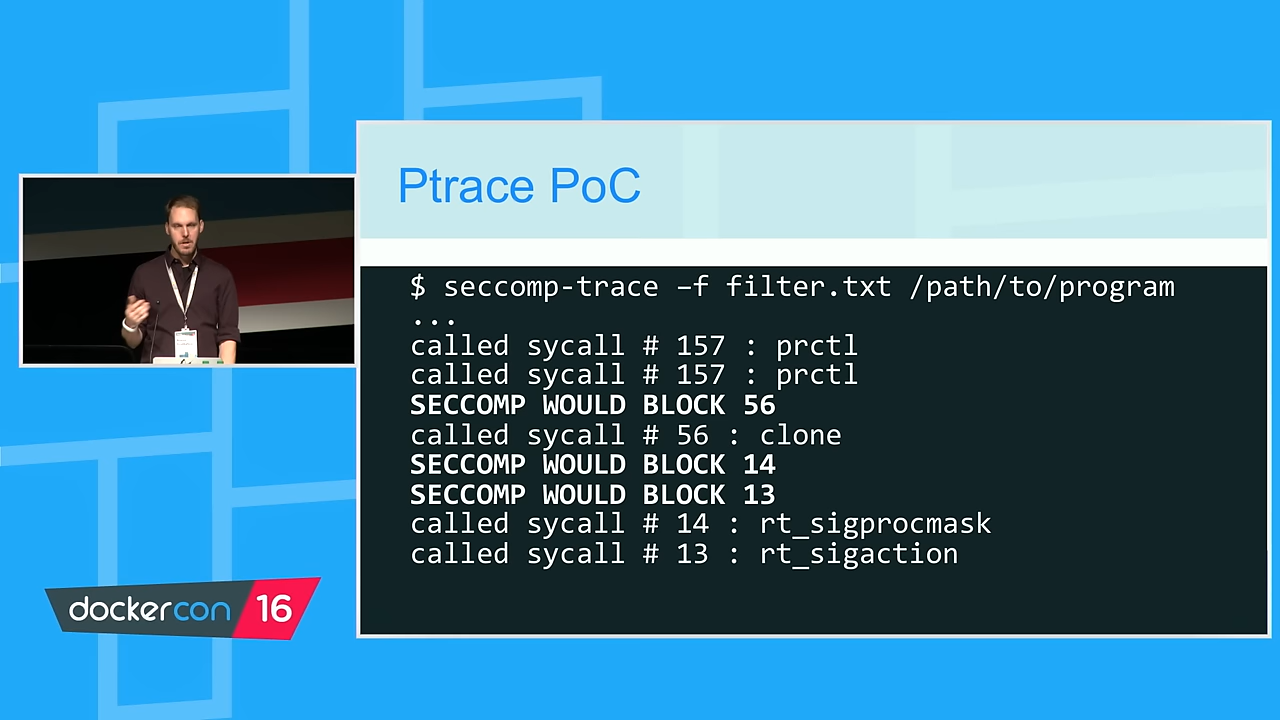 Ptrace PoC
$ seccomp-trace –f filter.txt /path/to/program
...
called sycall # 157 : prctl
called sycall # 157 : prctl
SECCOMP WOULD BLOCK 56
called sycall # 56 : clone
SECCOMP WOULD BLOCK 14
SECCOMP WOULD BLOCK 13
called sycall # 14 : rt_sigprocmask
called sycall # 13 : rt_sigaction
dockercon 16